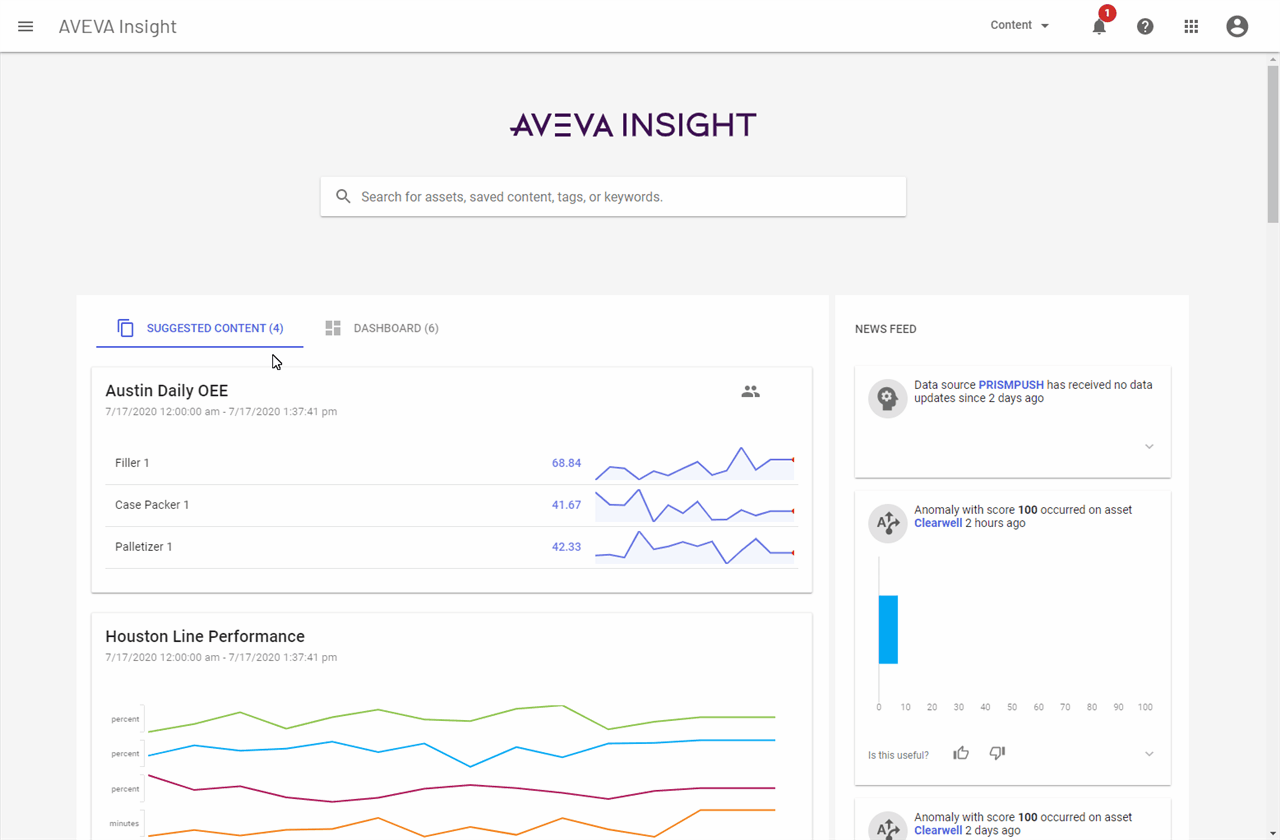 AVEVA Insight
Content
1
AVEVA INSIGHT
Search for assets, saved content, tags, or keywords.
SUGGESTED CONTENT (4)
DASHBOARD (6)
Austin Daily OEE
7/17/2020 12:00:00 am - 7/17/2020 1:37:41 pm
Filler 1
68.84
Case Packer 1
41.67
Palletizer 1
42.33
Houston Line Performance
7/17/2020 12:00:00 am - 7/17/2020 1:37:41 pm
percent
percent
percent
minutes
NEWS FEED
Data source PRISMPUSH has received no data
updates since 2 days ago
Anomaly with score 100 occurred on asset
Clearwell 2 hours ago
0 10 20 30 40 50 60 70 80 90 100
Is this useful?
Anomaly with score 100 occurred on asset
Clearwell 2 days ago